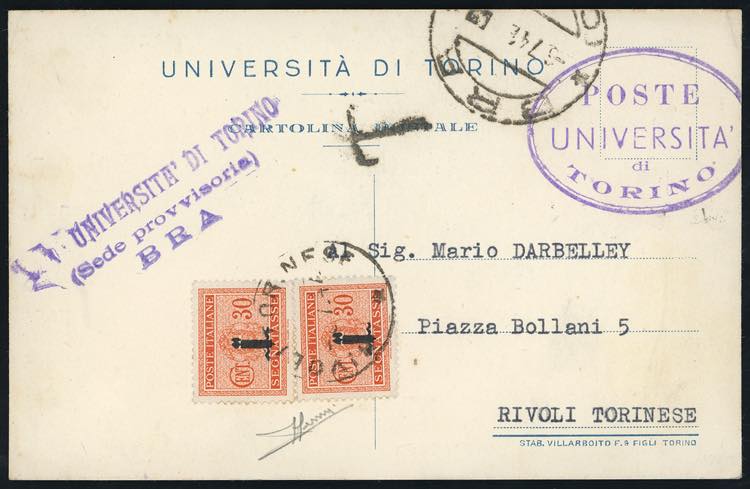 UNIVERSITÀ DI TORINO
CARTOLINA POSTALE
POSTE
UNIVERSITA'
di
TORINO
UNIVERSITA' DI TORINO
(Sede provvisoria)
BRA
T
Al Sig. Mario DARBELLEY
Piazza Bollani 5
RIVOLI TORINESE
STAB. VILLARBOITO F. & FIGLI TORINO
POSTE ITALIANE
CENT. 30
SEGNATASSE
POSTE ITALIANE
30
SEGNATASSE